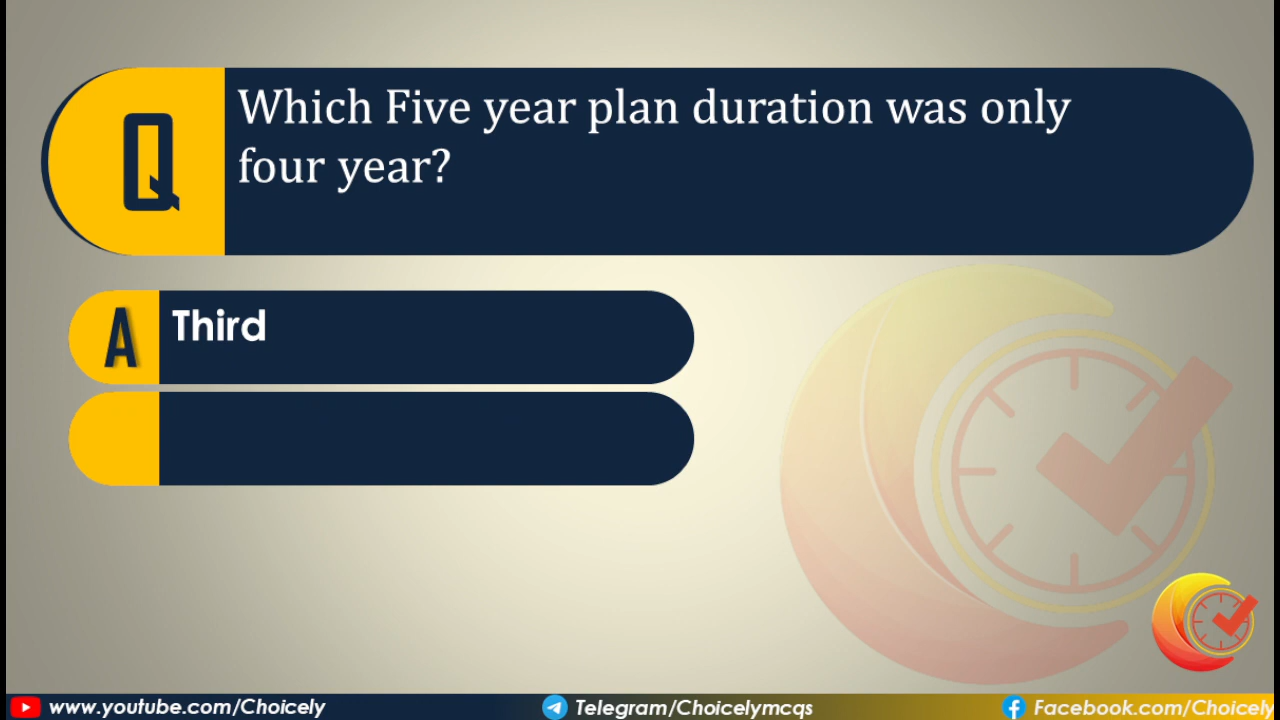 Q
Which Five year plan duration was only
four year?
A
Third
www.youtube.com/Choicely
Telegram/Choicelymcqs
Facebook.com/Choicely